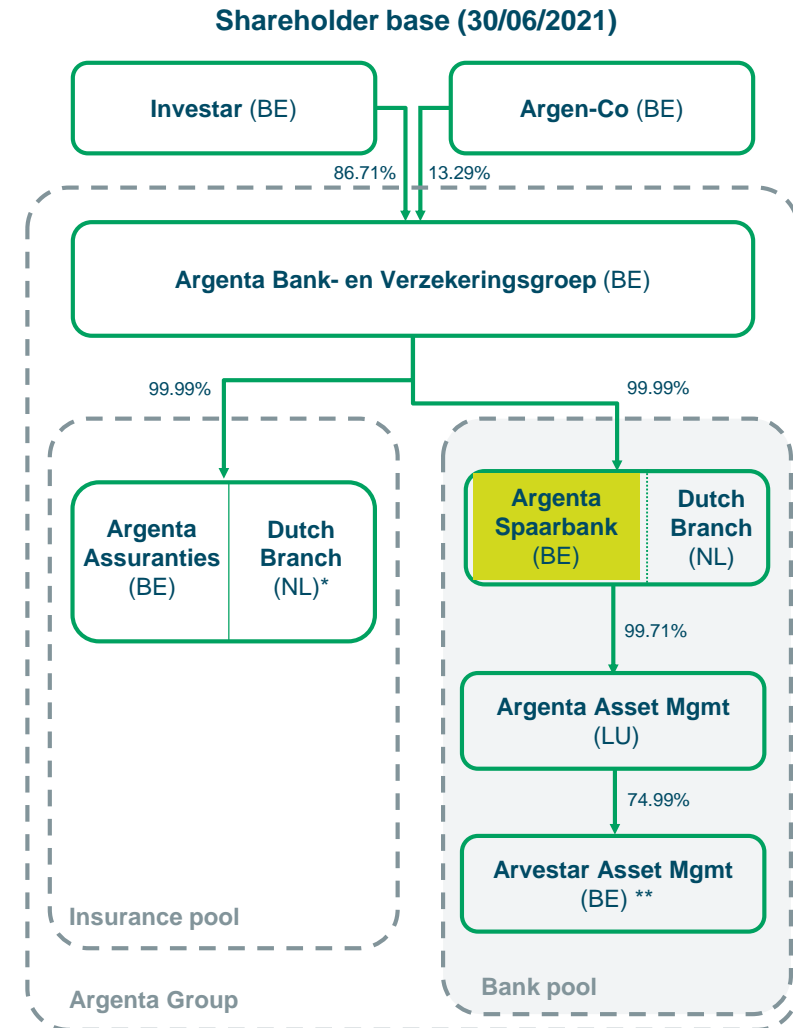 Shareholder base (30/06/2021)
Investar (BE)
Argen-Co (BE)
86.71%
13.29%
Argenta Bank- en Verzekeringsgroep (BE)
99.99%
99.99%
Argenta
Assuranties
(BE)
Dutch
Branch
(NL)*
Argenta
Spaarbank
(BE)
Dutch
Branch
(NL)
99.71%
Argenta Asset Mgmt
(LU)
74.99%
Arvestar Asset Mgmt
(BE) **
Insurance pool
Bank pool
Argenta Group